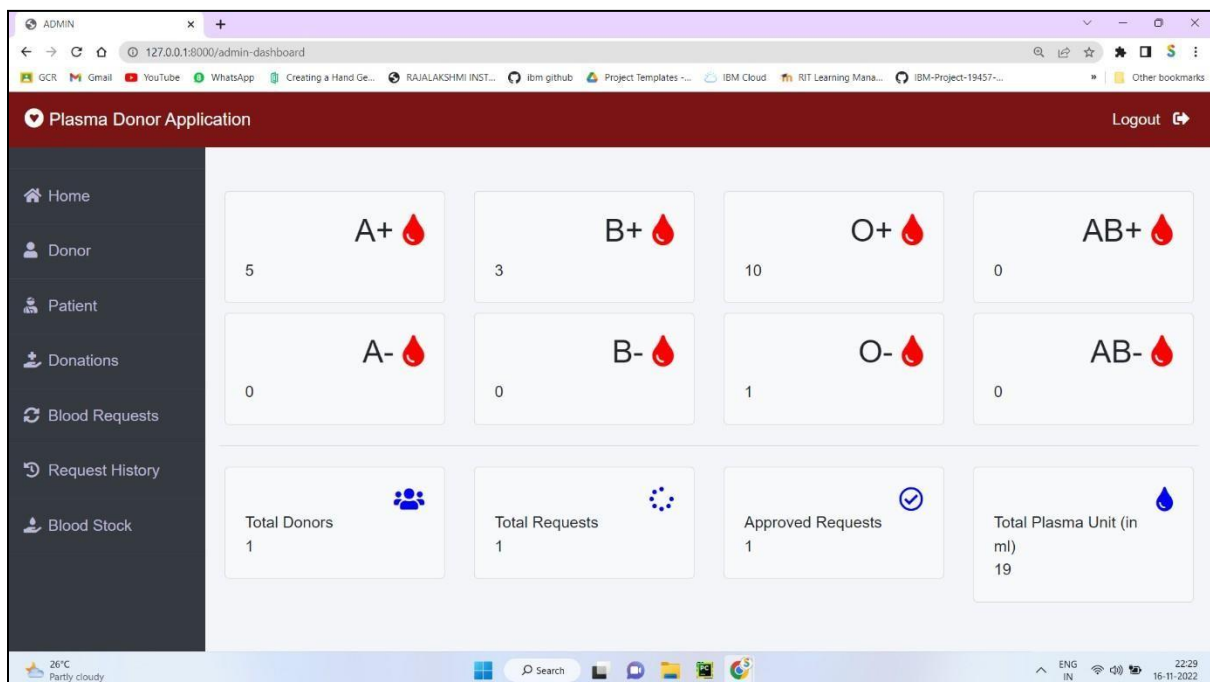 ADMIN
127.0.0.1:8000/admin-dashboard
GCR Gmail YouTube WhatsApp Creating a Hand Ge... RAJALAKSHMI INST... ibm github Project Templates -... IBM Cloud RIT Learning Mana... IBM-Project-19457-... » Other bookmarks
Plasma Donor Application Logout
Home
Donor
Patient
Donations
Blood Requests
Request History
Blood Stock
A+ B+ O+ AB+
5 3 10 0
A- B- O- AB-
0 0 1 0
Total Donors Total Requests Approved Requests Total Plasma Unit (in
ml)
1 1 1
19
26°C
Partly cloudy
Search
ENG
IN
22:29
16-11-2022